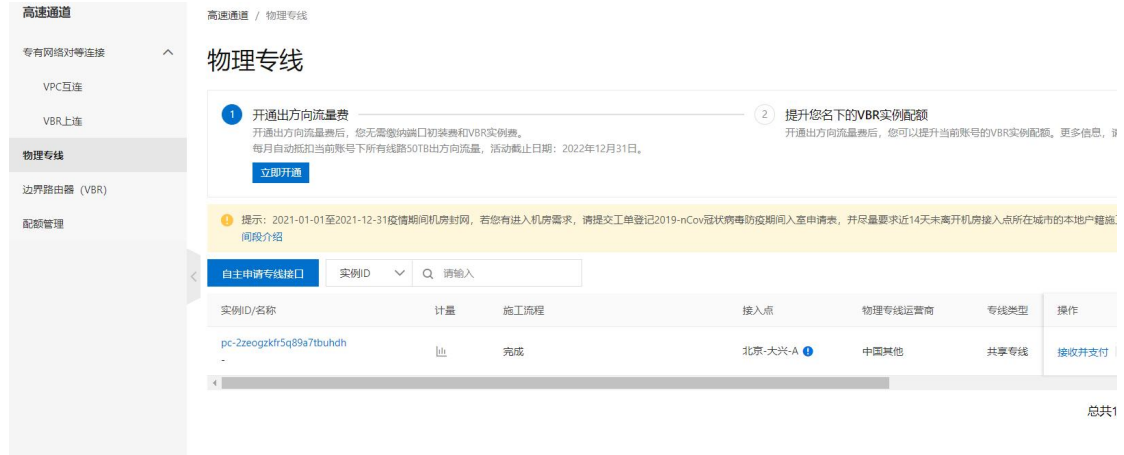 高速通道
高速通道 / 物理专线
专有网络对等连接
物理专线
VPC互连
VBR上连
物理专线
边界路由器 (VBR)
配额管理
1 开通出方向流量费
开通出方向流量费后，您无需缴纳端口初装费和VBR实例费。
每月自动抵扣当前账号下所有线路50TB出方向流量，活动截止日期：2022年12月31日。
立即开通
2 提升您名下的VBR实例配额
开通出方向流量费后，您可以提升当前账号的VBR实例配额。更多信息，
提示：2021-01-01至2021-12-31疫情期间机房封网，若您有进入机房需求，请提交工单登记2019-nCov冠状病毒防疫期间入室申请表，并尽量要求近14天未离开机房接入点所在城市的本地户籍施
间段介绍
自主申请专线接口 实例ID 请输入
实例ID/名称 计量 施工流程 接入点 物理专线运营商 专线类型 操作
pc-2zeogzkfr5q89a7tbuhdh 完成 北京-大兴-A 中国其他 共享专线 接收并支付
-
总共1